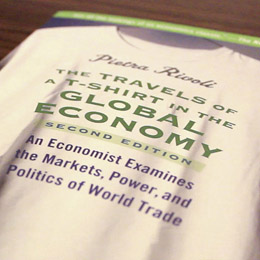 Pietra Rivoli
THE TRAVELS OF
A T-SHIRT IN THE
GLOBAL
ECONOMY
SECOND EDITION
An Economist Examines
the Markets, Power, and
Politics of World Trade